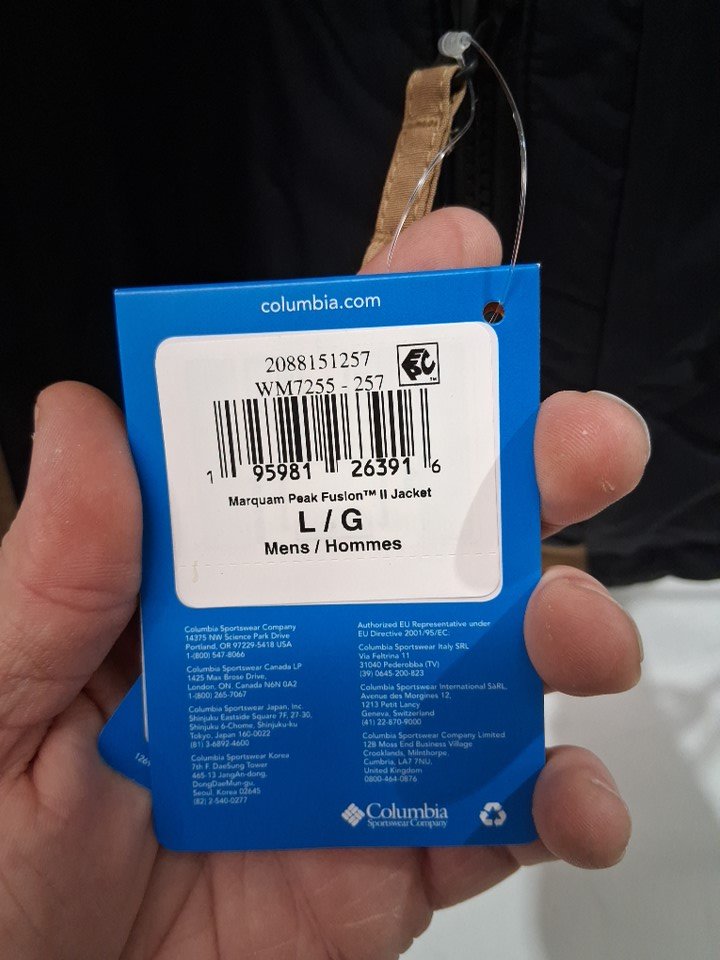 columbia.com
2088151257
WM7255 - 257
1 95981 26391 6
Marquam Peak Fusion™ II Jacket
L / G
Mens / Hommes
Columbia Sportswear Company
14375 NW Science Park Drive
Portland, OR 97229-5418 USA
1-(800) 547-8066
Columbia Sportswear Canada LP
1425 Max Brose Drive,
London, ON, Canada N6N 0A2
1-(800) 265-7067
Columbia Sportswear Japan, Inc.
Shinjuku Eastside Square 7F, 27-30,
Shinjuku 6-Chome, Shinjuku-ku
Tokyo, Japan 160-0022
(81) 3-6892-4600
Columbia Sportswear Korea
7th F. DaeSung Tower
465-13 JangAn-dong,
DongDaeMun-gu,
Seoul, Korea 02645
(82) 2-540-0277
Authorized EU Representative under
EU Directive 2001/95/EC:
Columbia Sportswear Italy SRL
Via Feltrina 11
31040 Pederobba (TV)
(39) 0645-200-823
Columbia Sportswear International SàRL,
Avenue des Morgines 12,
1213 Petit Lancy
Geneva, Switzerland
(41) 22-870-9000
Columbia Sportswear Company Limited
128 Moss End Business Village
Crooklands, Milnthorpe,
Cumbria, LA7 7NU,
United Kingdom
0800-464-0876
Columbia
Sportswear Company